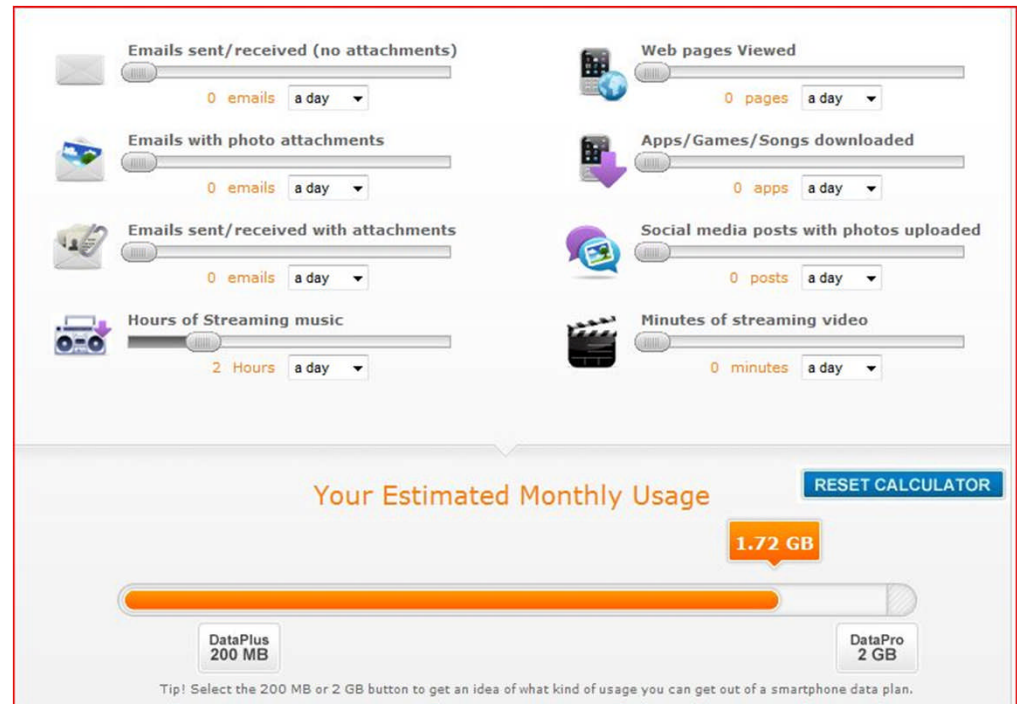 Emails sent/received (no attachments)
0 emails a day
Web pages Viewed
0 pages a day
Emails with photo attachments
0 emails a day
Apps/Games/Songs downloaded
0 apps a day
Emails sent/received with attachments
0 emails a day
Social media posts with photos uploaded
0 posts a day
Hours of Streaming music
2 Hours a day
Minutes of streaming video
0 minutes a day
Your Estimated Monthly Usage
RESET CALCULATOR
1.72 GB
DataPlus
200 MB
DataPro
2 GB
Tip! Select the 200 MB or 2 GB button to get an idea of what kind of usage you can get out of a smartphone data plan.